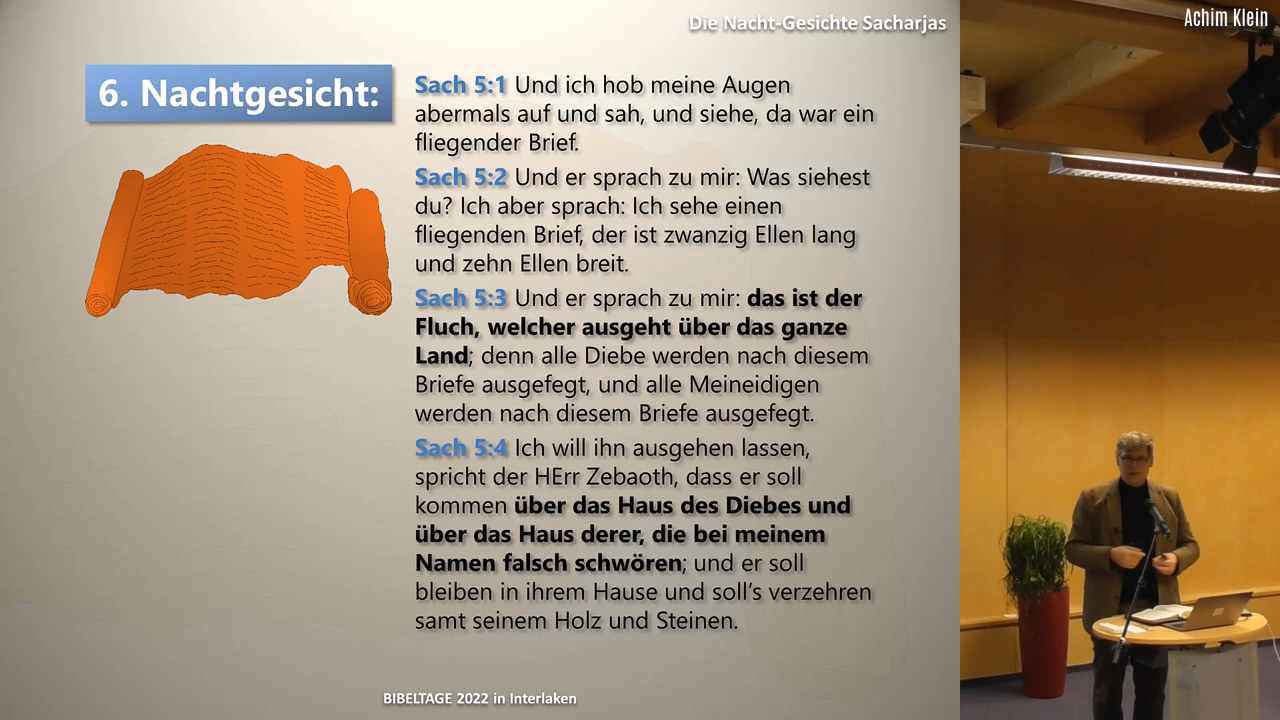 Die Nacht-Gesichte Sacharjas
Achim Klein
6. Nachtgesicht:
Sach 5:1 Und ich hob meine Augen
abermals auf und sah, und siehe, da war ein
fliegender Brief.
Sach 5:2 Und er sprach zu mir: Was siehest
du? Ich aber sprach: Ich sehe einen
fliegenden Brief, der ist zwanzig Ellen lang
und zehn Ellen breit.
Sach 5:3 Und er sprach zu mir: das ist der
Fluch, welcher ausgeht über das ganze
Land; denn alle Diebe werden nach diesem
Briefe ausgefegt, und alle Meineidigen
werden nach diesem Briefe ausgefegt.
Sach 5:4 Ich will ihn ausgehen lassen,
spricht der HErr Zebaoth, dass er soll
kommen über das Haus des Diebes und
über das Haus derer, die bei meinem
Namen falsch schwören; und er soll
bleiben in ihrem Hause und soll’s verzehren
samt seinem Holz und Steinen.
BIBELTAGE 2022 in Interlaken